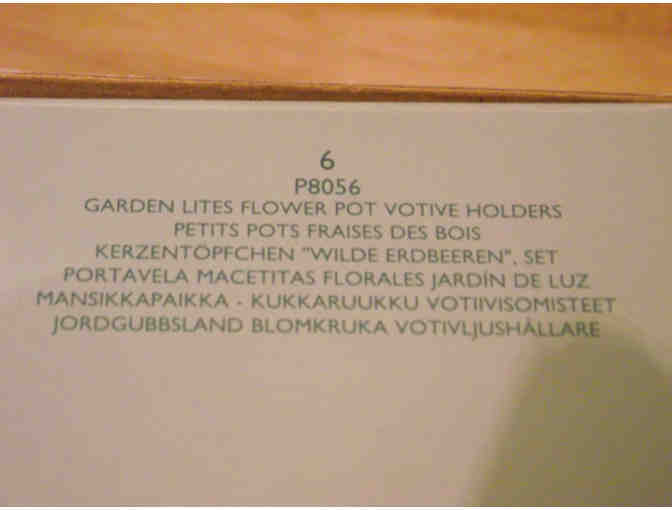 6
P8056
GARDEN LITES FLOWER POT VOTIVE HOLDERS
PETITS POTS FRAISES DES BOIS
KERZENTÖPFCHEN "WILDE ERDBEEREN", SET
PORTAVELA MACETITAS FLORALES JARDÍN DE LUZ
MANSIKKAPAIKKA - KUKKARUUKKU VOTIIVISOMISTEET
JORDGUBBSLAND BLOMKRUKA VOTIVLJUSHÅLLARE